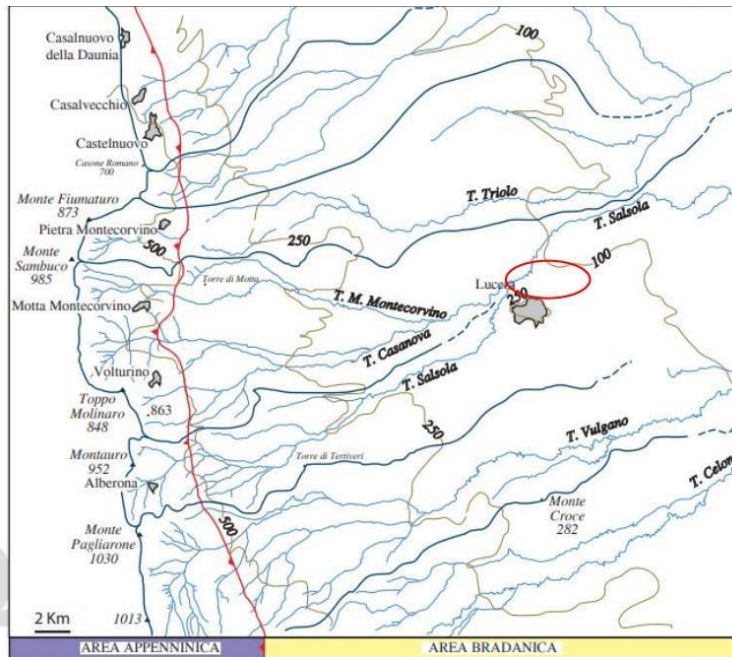 Casalnuovo
della Daunia
100
Casalvecchio
Castelnuovo
Casone Romano
700
Monte Fiumaturo
873
T. Triolo
T. Salsola
Pietra Montecorvino
500
250
100
Monte
Sambuco
985
Torre di Motta
Lucera
250
Motta Montecorvino
T. M. Montecorvino
T. Casanova
T. Salsola
Volturino
Toppo
Molinaro
848
863
250
T. Vulgano
Montauro
952
Torre di Tertiveri
T. Celone
Alberona
Monte
Croce
282
500
Monte
Pagliarone
1030
2 Km
1013
AREA APPENNINICA
AREA BRADANICA